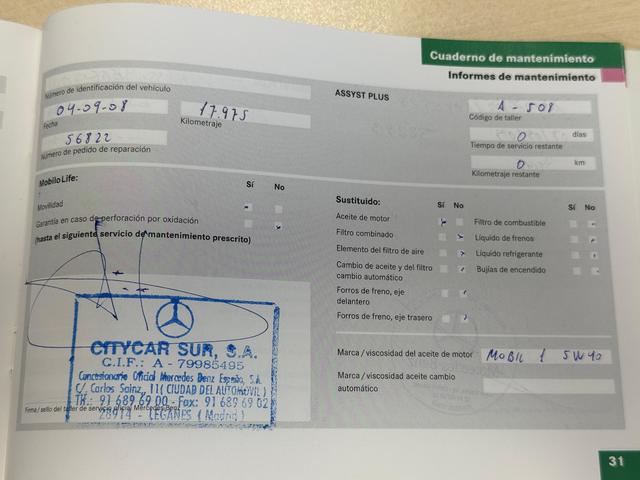 Cuaderno de mantenimiento
Informes de mantenimiento
Número de identificación del vehículo
04-09-08
Fecha
17.975
Kilometraje
56822
Número de pedido de reparación
ASSYST PLUS
A - 508
Código de taller
0 días
Tiempo de servicio restante
0 km
Kilometraje restante
MobiloLife:
Sí No
Movilidad
Garantía en caso de perforación por oxidación
(hasta el siguiente servicio de mantenimiento prescrito)
Sustituido:
Sí No
Aceite de motor
Filtro combinado
Elemento del filtro de aire
Cambio de aceite y del filtro
cambio automático
Forros de freno, eje
delantero
Forros de freno, eje trasero
Sí No
Filtro de combustible
Líquido de frenos
Líquido refrigerante
Bujías de encendido
Marca / viscosidad del aceite de motor
MOBIL 1 5W40
Marca / viscosidad aceite cambio
automático
CITYCAR SUR, S.A.
C.I.F.: A - 79985495
Concesionario Oficial Mercedes Benz España, S.A.
C/. Carlos Sainz, 11 (CIUDAD DEL AUTOMOVIL)
Tfl.: 91 689 69 00 - Fax: 91 689 69 02
28914 - LEGANES (Madrid)
Firma / sello del taller de servicio oficial Mercedes-Benz
31